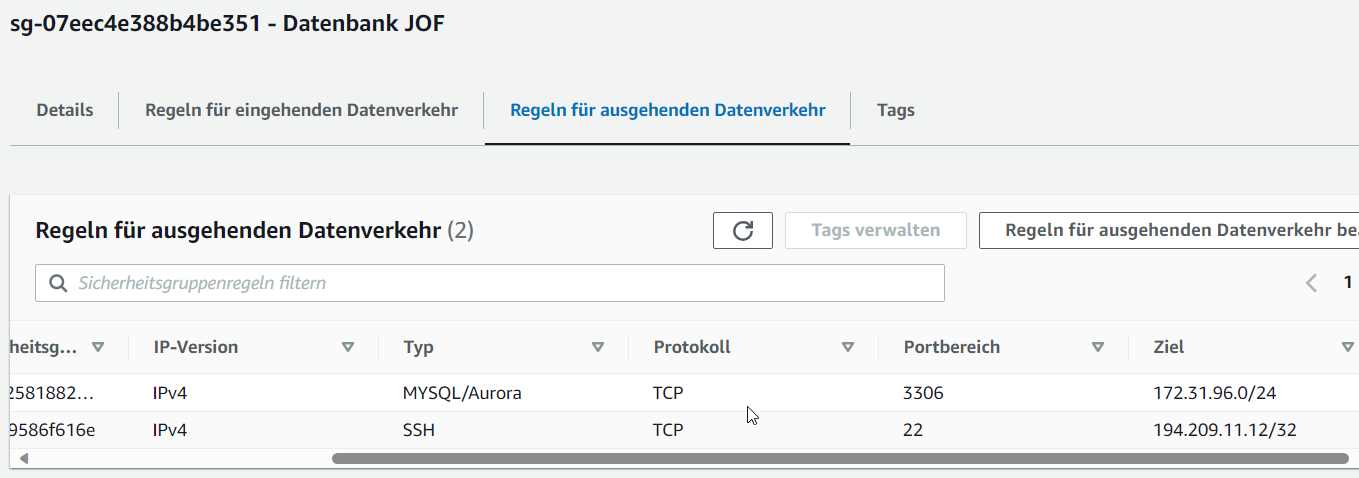 sg-07eec4e388b4be351 - Datenbank JOF
Details Regeln für eingehenden Datenverkehr Regeln für ausgehenden Datenverkehr Tags
Regeln für ausgehenden Datenverkehr (2) Tags verwalten Regeln für ausgehenden Datenverkehr bea
Sicherheitsgruppenregeln filtern 1
heitsg... IP-Version Typ Protokoll Portbereich Ziel
2581882... IPv4 MYSQL/Aurora TCP 3306 172.31.96.0/24
9586f616e IPv4 SSH TCP 22 194.209.11.12/32